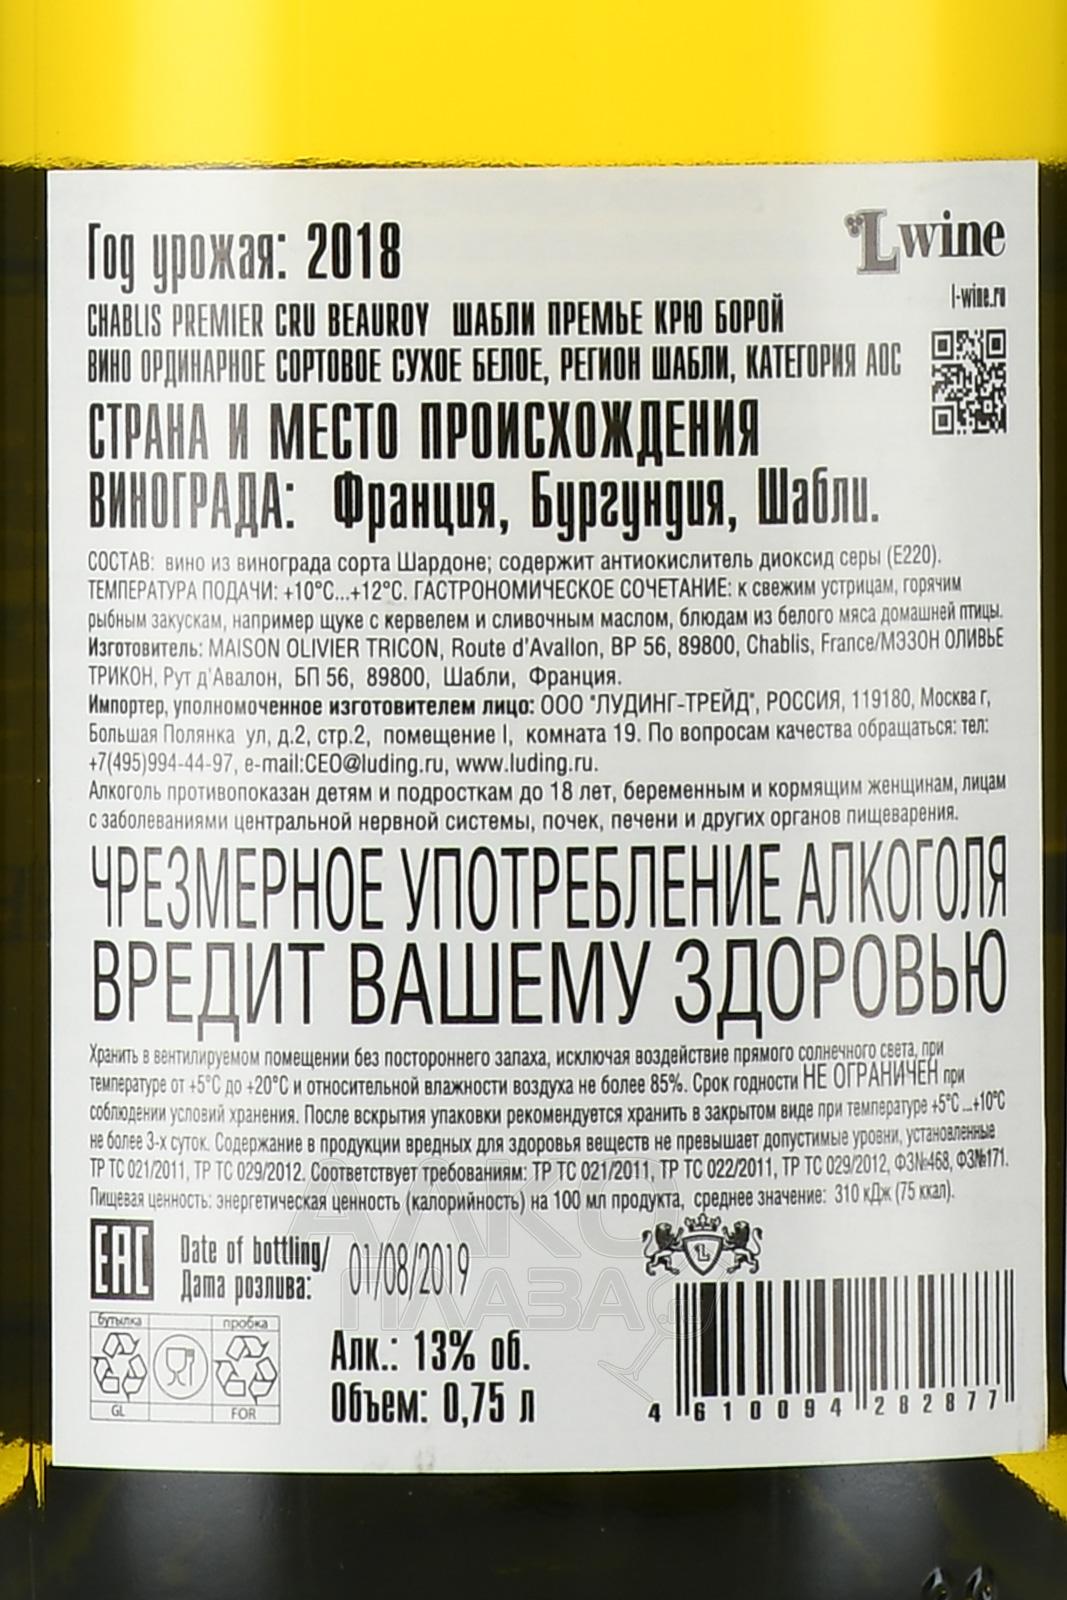 Год урожая: 2018
Lwine
l-wine.ru
CHABLIS PREMIER CRU BEAUROY ШАБЛИ ПРЕМЬЕ КРЮ БОРОЙ
ВИНО ОРДИНАРНОЕ СОРТОВОЕ СУХОЕ БЕЛОЕ, РЕГИОН ШАБЛИ, КАТЕГОРИЯ АОС
СТРАНА И МЕСТО ПРОИСХОЖДЕНИЯ
ВИНОГРАДА: Франция, Бургундия, Шабли.
СОСТАВ: вино из винограда сорта Шардоне; содержит антиокислитель диоксид серы (Е220).
ТЕМПЕРАТУРА ПОДАЧИ: +10°С...+12°С. ГАСТРОНОМИЧЕСКОЕ СОЧЕТАНИЕ: к свежим устрицам, горячим
рыбным закускам, например щуке с кервелем и сливочным маслом, блюдам из белого мяса домашней птицы.
Изготовитель: MAISON OLIVIER TRICON, Route d'Avallon, BP 56, 89800, Chablis, France/МЭЗОН ОЛИВЬЕ
ТРИКОН, Рут д'Авалон, БП 56, 89800, Шабли, Франция.
Импортер, уполномоченное изготовителем лицо: ООО "ЛУДИНГ-ТРЕЙД", РОССИЯ, 119180, Москва г,
Большая Полянка ул, д.2, стр.2, помещение I, комната 19. По вопросам качества обращаться: тел:
+7(495)994-44-97, e-mail:CEO@luding.ru, www.luding.ru.
Алкоголь противопоказан детям и подросткам до 18 лет, беременным и кормящим женщинам, лицам
с заболеваниями центральной нервной системы, почек, печени и других органов пищеварения.
ЧРЕЗМЕРНОЕ УПОТРЕБЛЕНИЕ АЛКОГОЛЯ
ВРЕДИТ ВАШЕМУ ЗДОРОВЬЮ
Хранить в вентилируемом помещении без постороннего запаха, исключая воздействие прямого солнечного света, при
температуре от +5°С до +20°С и относительной влажности воздуха не более 85%. Срок годности НЕ ОГРАНИЧЕН при
соблюдении условий хранения. После вскрытия упаковки рекомендуется хранить в закрытом виде при температуре +5°С ...+10°С
не более 3-х суток. Содержание в продукции вредных для здоровья веществ не превышает допустимые уровни, установленные
ТР ТС 021/2011, ТР ТС 029/2012. Соответствует требованиям: ТР ТС 021/2011, ТР ТС 022/2011, ТР ТС 029/2012, ФЗ№468, ФЗ№171.
Пищевая ценность: энергетическая ценность (калорийность) на 100 мл продукта, среднее значение: 310 кДж (75 ккал).
EAC
Date of bottling/
Дата розлива:
01/08/2019
L
АЛКО
ПЛАЗА
.ru
бутылка
пробка
GL
FOR
Алк.: 13% об.
Объем: 0,75 л
4 610094 282877